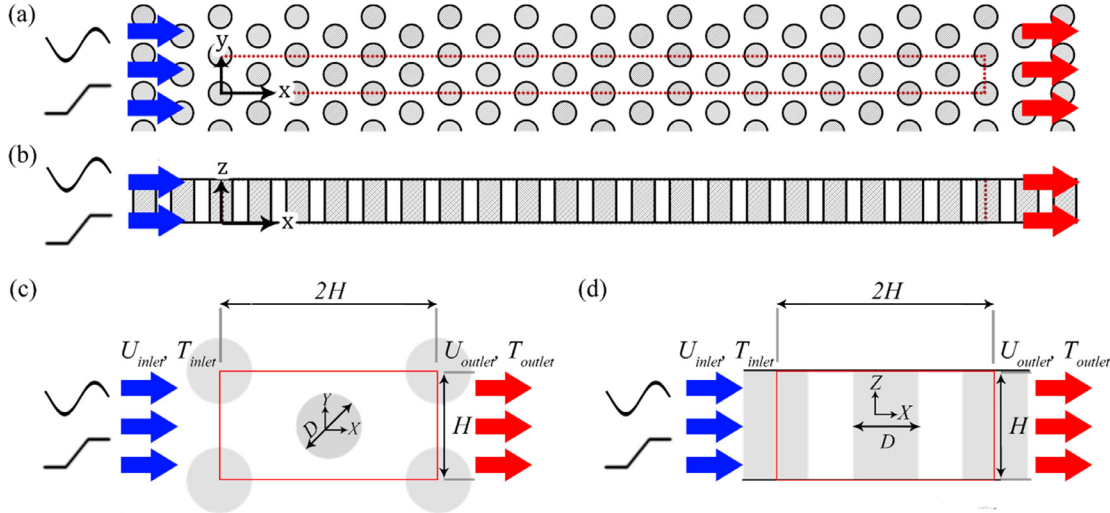 (a)
y
x
(b)
z
x
(c)
2H
U_inlet, T_inlet
U_outlet, T_outlet
Y
X
D
H
(d)
2H
U_inlet, T_inlet
U_outlet, T_outlet
Z
X
D
H